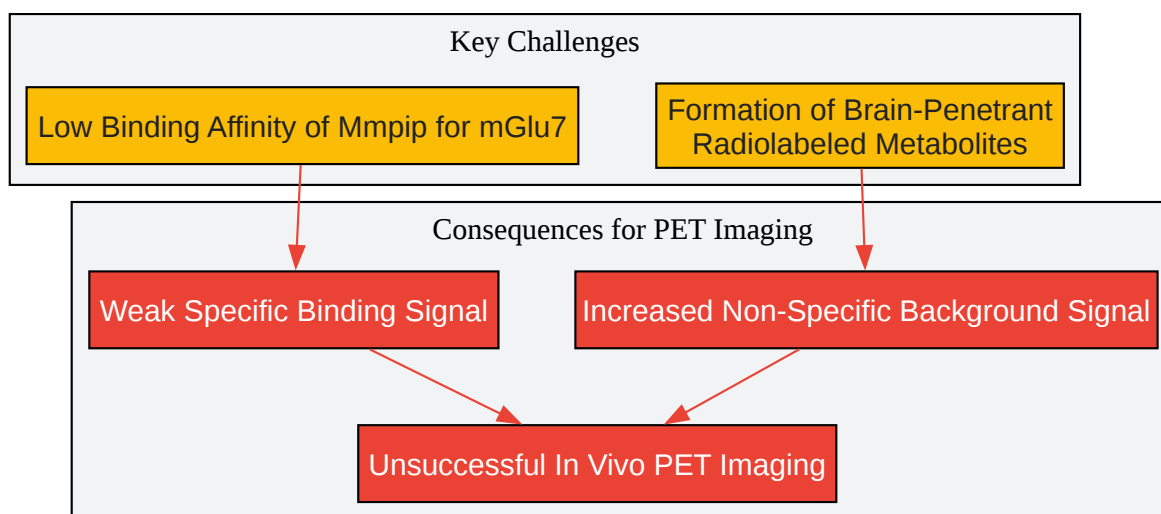 Key Challenges
Low Binding Affinity of Mmpip for mGlu7
Formation of Brain-Penetrant
Radiolabeled Metabolites
Consequences for PET Imaging
Weak Specific Binding Signal
Increased Non-Specific Background Signal
Unsuccessful In Vivo PET Imaging